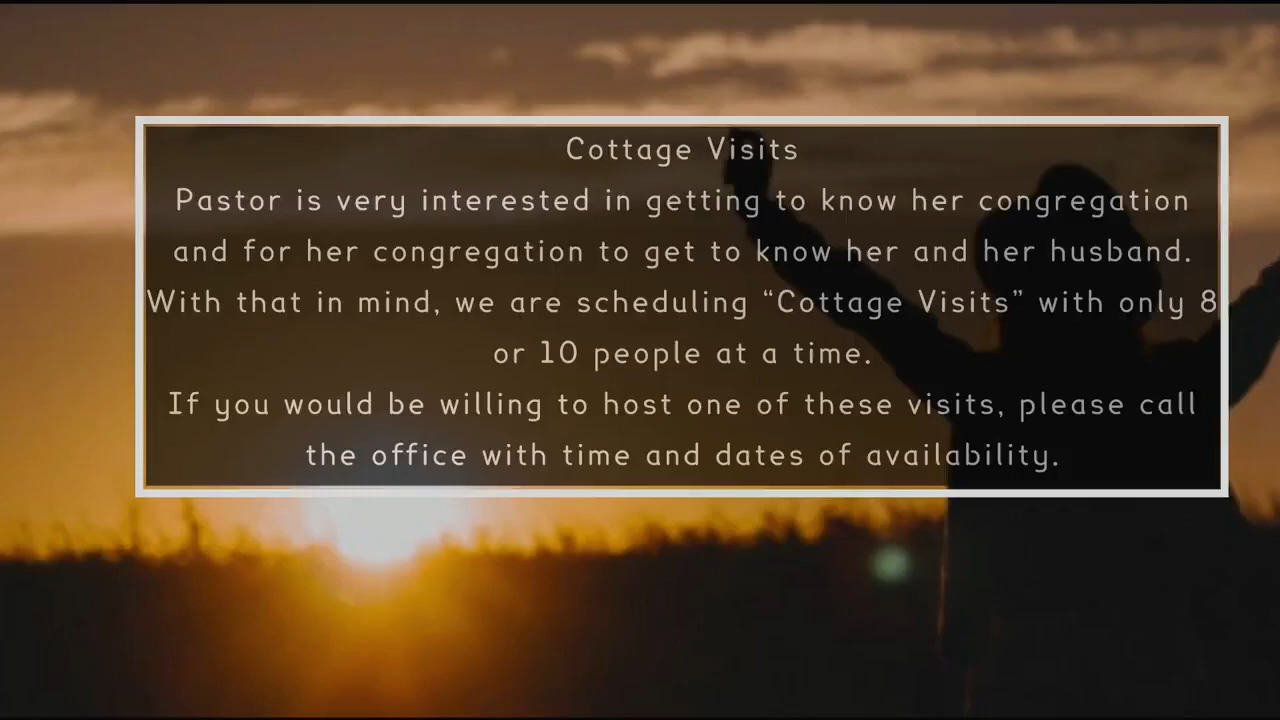 Cottage Visits
Pastor is very interested in getting to know her congregation
and for her congregation to get to know her and her husband.
With that in mind, we are scheduling “Cottage Visits” with only 8
or 10 people at a time.
If you would be willing to host one of these visits, please call
the office with time and dates of availability.